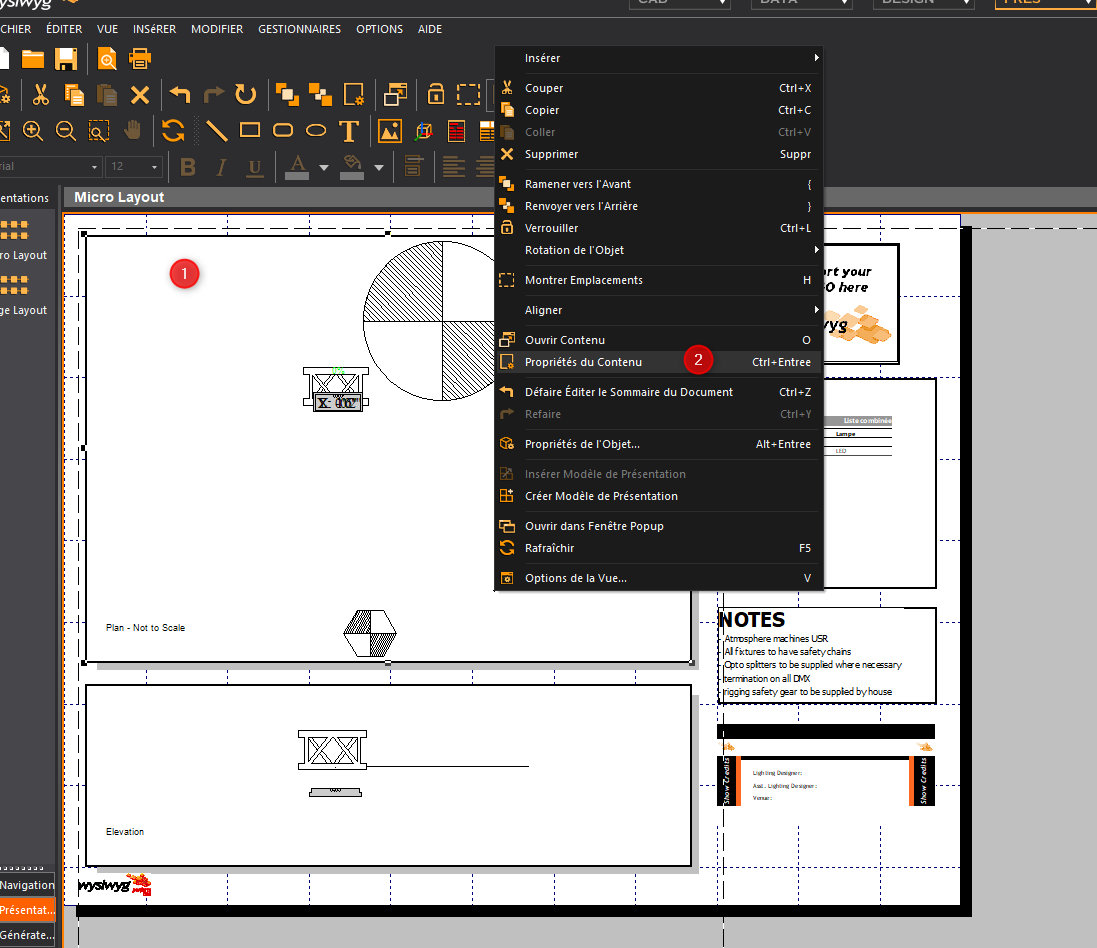 wysiwyg
CAD
DATA
DESIGN
PRES
CHIER ÉDITER VUE INSéRER MODIFIER GESTIONNAIRES OPTIONS AIDE
rial 12
B I U A
entations
ro Layout
ge Layout
Navigation
Présentat...
Générate...
Micro Layout
1
Plan - Not to Scale
Elevation
wysiwyg
Insérer
Couper Ctrl+X
Copier Ctrl+C
Coller Ctrl+V
Supprimer Suppr
Ramener vers l'Avant {
Renvoyer vers l'Arrière }
Verrouiller Ctrl+L
Rotation de l'Objet
Montrer Emplacements H
Aligner
Ouvrir Contenu O
Propriétés du Contenu 2 Ctrl+Entree
Défaire Éditer le Sommaire du Document Ctrl+Z
Refaire Ctrl+Y
Propriétés de l'Objet... Alt+Entree
Insérer Modèle de Présentation
Créer Modèle de Présentation
Ouvrir dans Fenêtre Popup
Rafraîchir F5
Options de la Vue... V
rt your
O here
yg
Liste combinée
Lampe
LED
NOTES
- Atmosphere machines USR
- All fixtures to have safety chains
- Opto splitters to be supplied where necessary
- termination on all DMX
- rigging safety gear to be supplied by house
Show Credits
Lighting Designer:
Asst. Lighting Designer:
Venue:
Show Credits